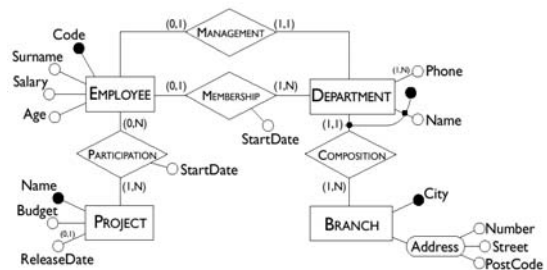 (0,1) MANAGEMENT (1,1)
Code
Surname
Salary
Age
EMPLOYEE
(0,1) MEMBERSHIP (1,N)
StartDate
DEPARTMENT
(1,N) Phone
Name
(0,N)
PARTICIPATION
StartDate
(1,N)
(1,1)
COMPOSITION
(1,N)
Name
Budget
(0,1)
ReleaseDate
PROJECT
BRANCH
City
Address
Number
Street
PostCode